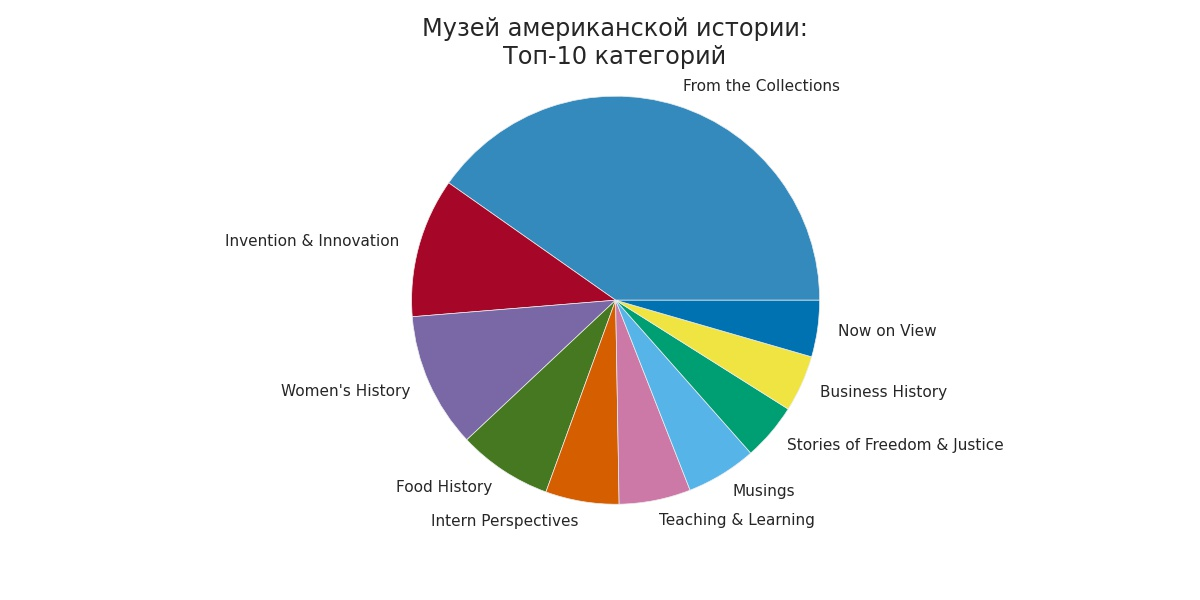 Музей американской истории:
Топ-10 категорий
From the Collections
Invention & Innovation
Women's History
Food History
Intern Perspectives
Teaching & Learning
Musings
Stories of Freedom & Justice
Business History
Now on View